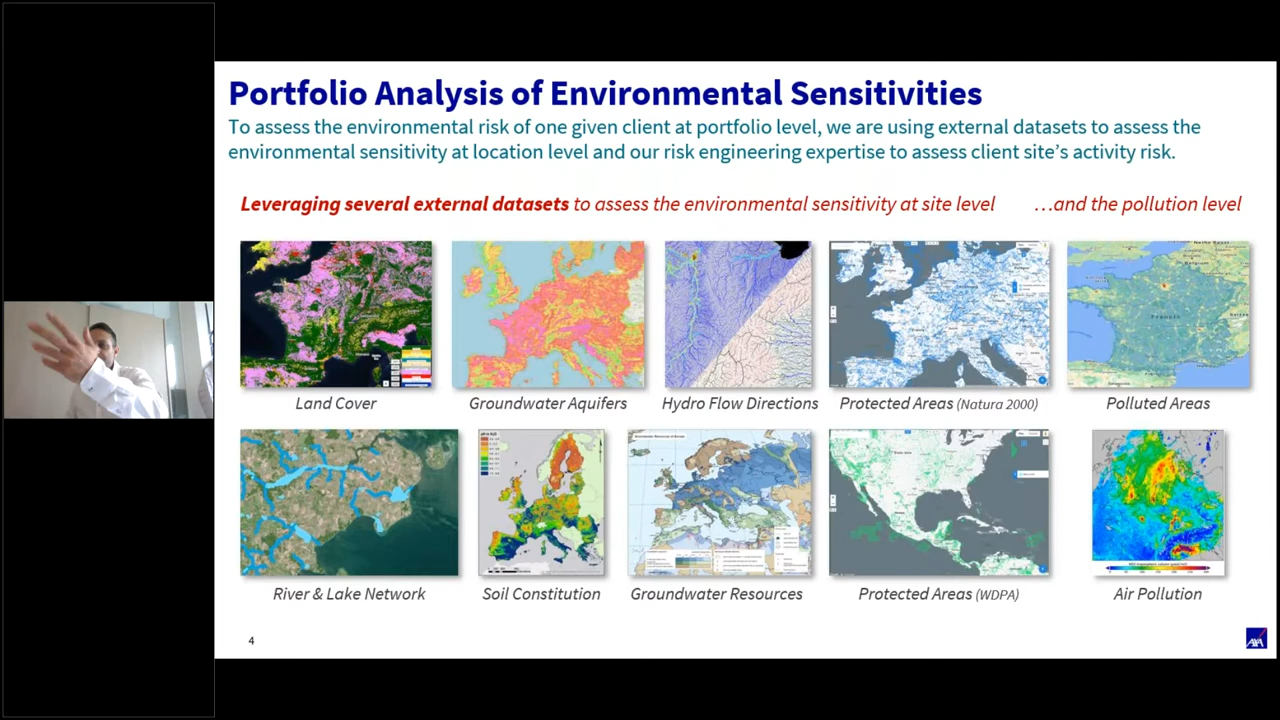 Portfolio Analysis of Environmental Sensitivities
To assess the environmental risk of one given client at portfolio level, we are using external datasets to assess the
environmental sensitivity at location level and our risk engineering expertise to assess client site's activity risk.
Leveraging several external datasets to assess the environmental sensitivity at site level
…and the pollution level
Land Cover
Groundwater Aquifers
Hydro Flow Directions
Protected Areas (Natura 2000)
Polluted Areas
River & Lake Network
Soil Constitution
Groundwater Resources
Protected Areas (WDPA)
Air Pollution
4
AXA